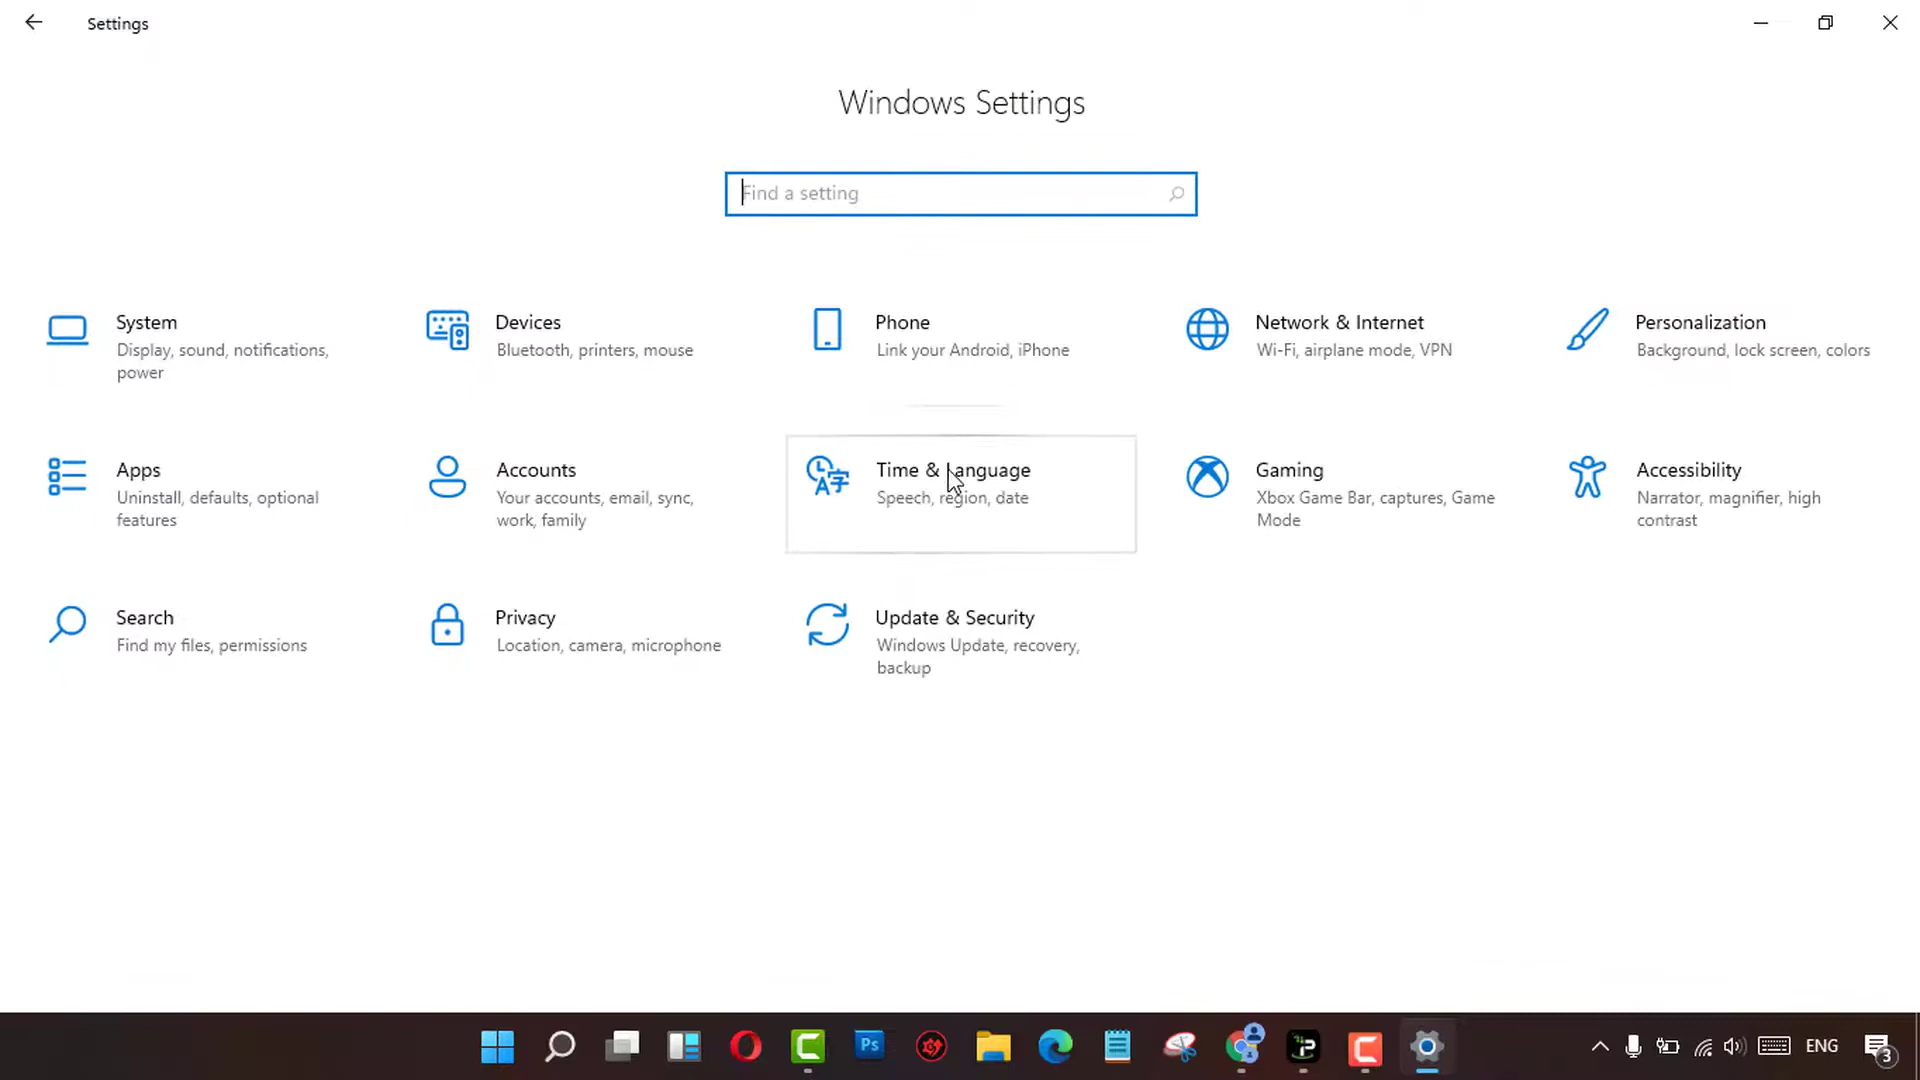 Settings
Windows Settings
Find a setting
System
Display, sound, notifications,
power
Devices
Bluetooth, printers, mouse
Phone
Link your Android, iPhone
Network & Internet
Wi-Fi, airplane mode, VPN
Personalization
Background, lock screen, colors
Apps
Uninstall, defaults, optional
features
Accounts
Your accounts, email, sync,
work, family
Time & Language
Speech, region, date
Gaming
Xbox Game Bar, captures, Game
Mode
Accessibility
Narrator, magnifier, high
contrast
Search
Find my files, permissions
Privacy
Location, camera, microphone
Update & Security
Windows Update, recovery,
backup
Ps
ENG
3